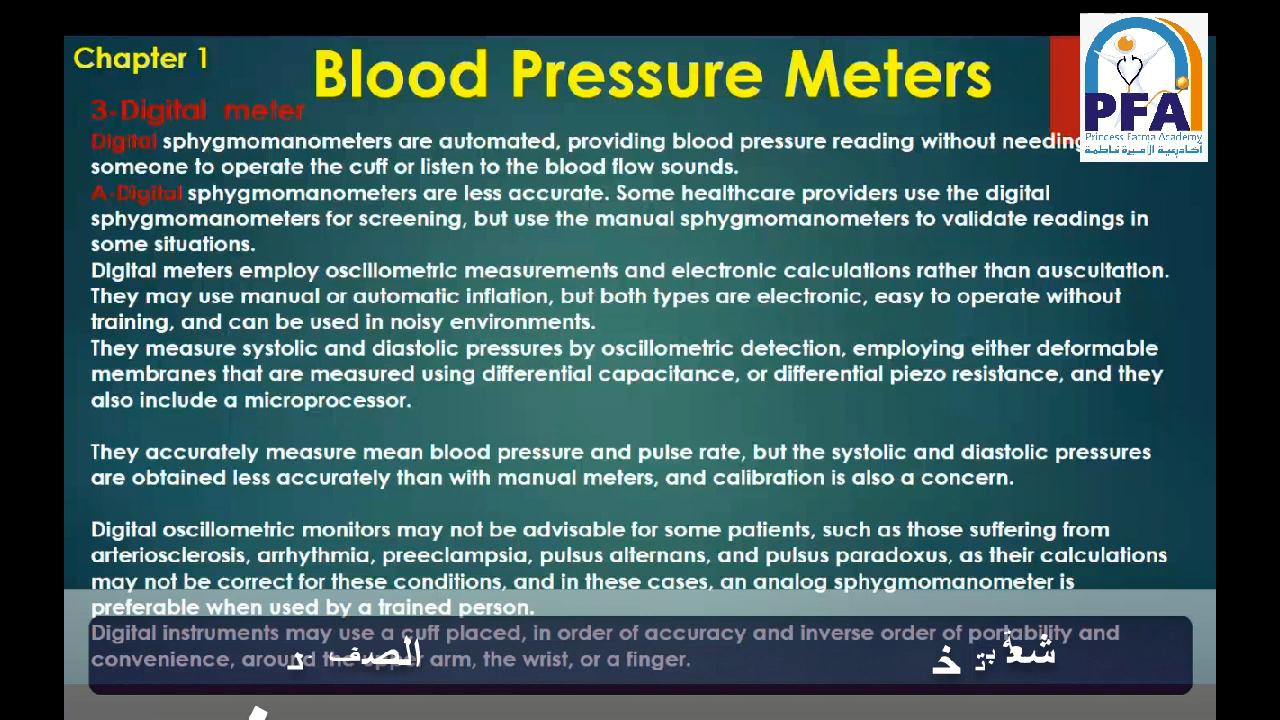 Chapter 1
Blood Pressure Meters
PFA
Princess Fatma Academy
أكاديمية الأميرة فاطمة
3-Digital meter
Digital sphygmomanometers are automated, providing blood pressure reading without needing
someone to operate the cuff or listen to the blood flow sounds.
A-Digital sphygmomanometers are less accurate. Some healthcare providers use the digital
sphygmomanometers for screening, but use the manual sphygmomanometers to validate readings in
some situations.
Digital meters employ oscillometric measurements and electronic calculations rather than auscultation.
They may use manual or automatic inflation, but both types are electronic, easy to operate without
training, and can be used in noisy environments.
They measure systolic and diastolic pressures by oscillometric detection, employing either deformable
membranes that are measured using differential capacitance, or differential piezo resistance, and they
also include a microprocessor.
They accurately measure mean blood pressure and pulse rate, but the systolic and diastolic pressures
are obtained less accurately than with manual meters, and calibration is also a concern.
Digital oscillometric monitors may not be advisable for some patients, such as those suffering from
arteriosclerosis, arrhythmia, preeclampsia, pulsus alternans, and pulsus paradoxus, as their calculations
may not be correct for these conditions, and in these cases, an analog sphygmomanometer is
preferable when used by a trained person.
Digital instruments may use a cuff placed, in order of accuracy and inverse order of portability and
convenience, around the upper arm, the wrist, or a finger.